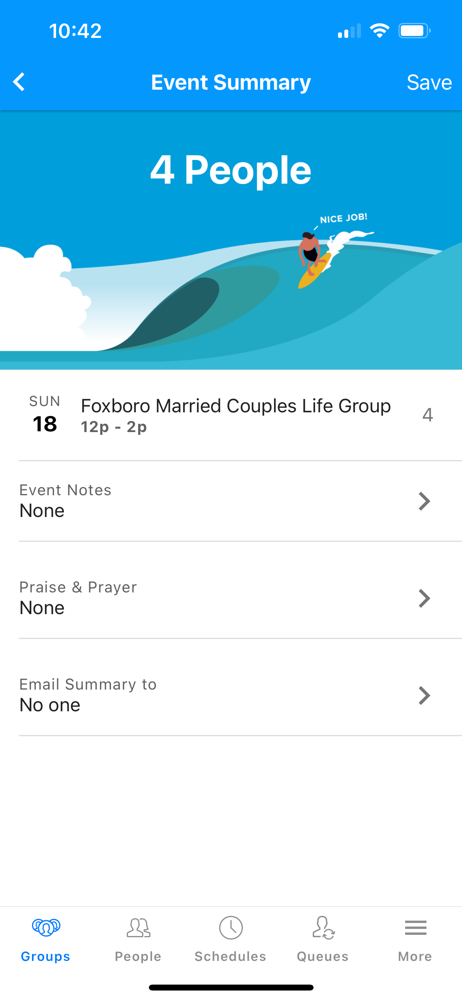 10:42
Event Summary
Save
4 People
NICE JOB!
SUN
18
Foxboro Married Couples Life Group
12p - 2p
4
Event Notes
None
Praise & Prayer
None
Email Summary to
No one
Groups
People
Schedules
Queues
More